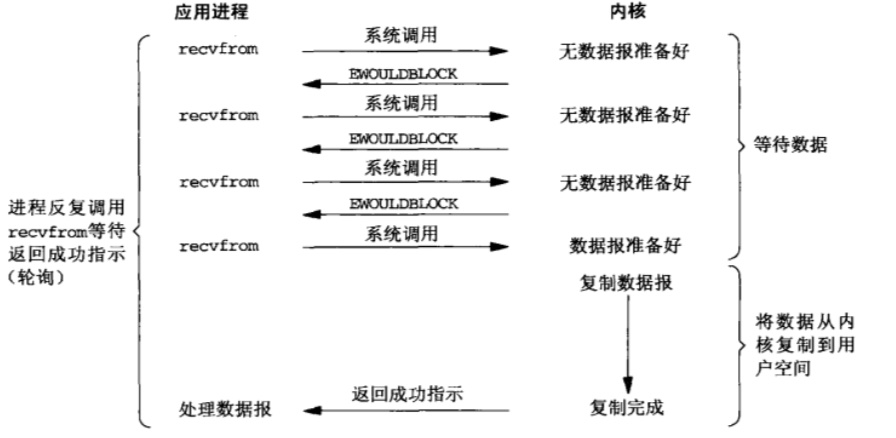 应用进程
内核
recvfrom
系统调用
无数据报准备好
EWOULDBLOCK
recvfrom
系统调用
无数据报准备好
EWOULDBLOCK
recvfrom
系统调用
无数据报准备好
EWOULDBLOCK
recvfrom
系统调用
数据报准备好
等待数据
进程反复调用
recvfrom等待
返回成功指示
（轮询）
复制数据报
将数据从内
核复制到用
户空间
处理数据报
返回成功指示
复制完成